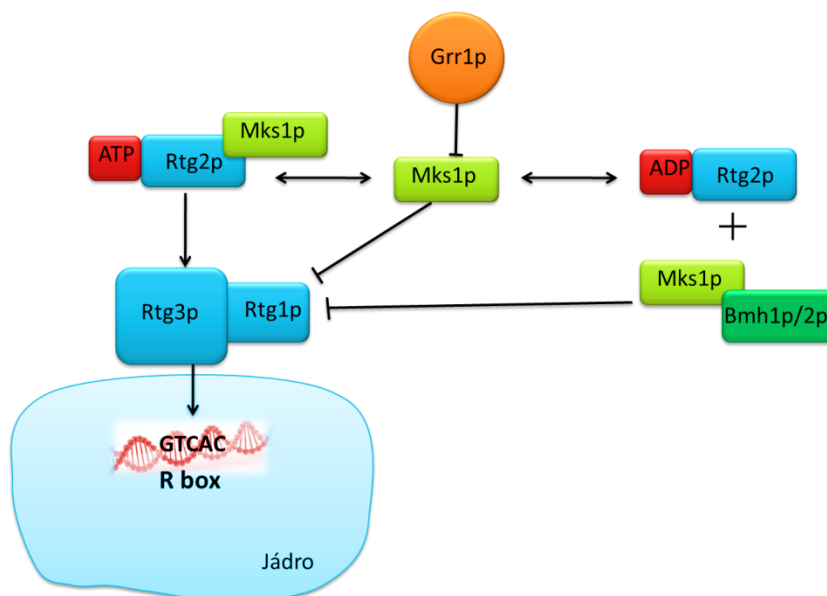 Grr1p
Mks1p
ATP
Rtg2p
Mks1p
ADP
Rtg2p
+
Mks1p
Bmh1p/2p
Rtg3p
Rtg1p
GTCAC
R box
Jádro